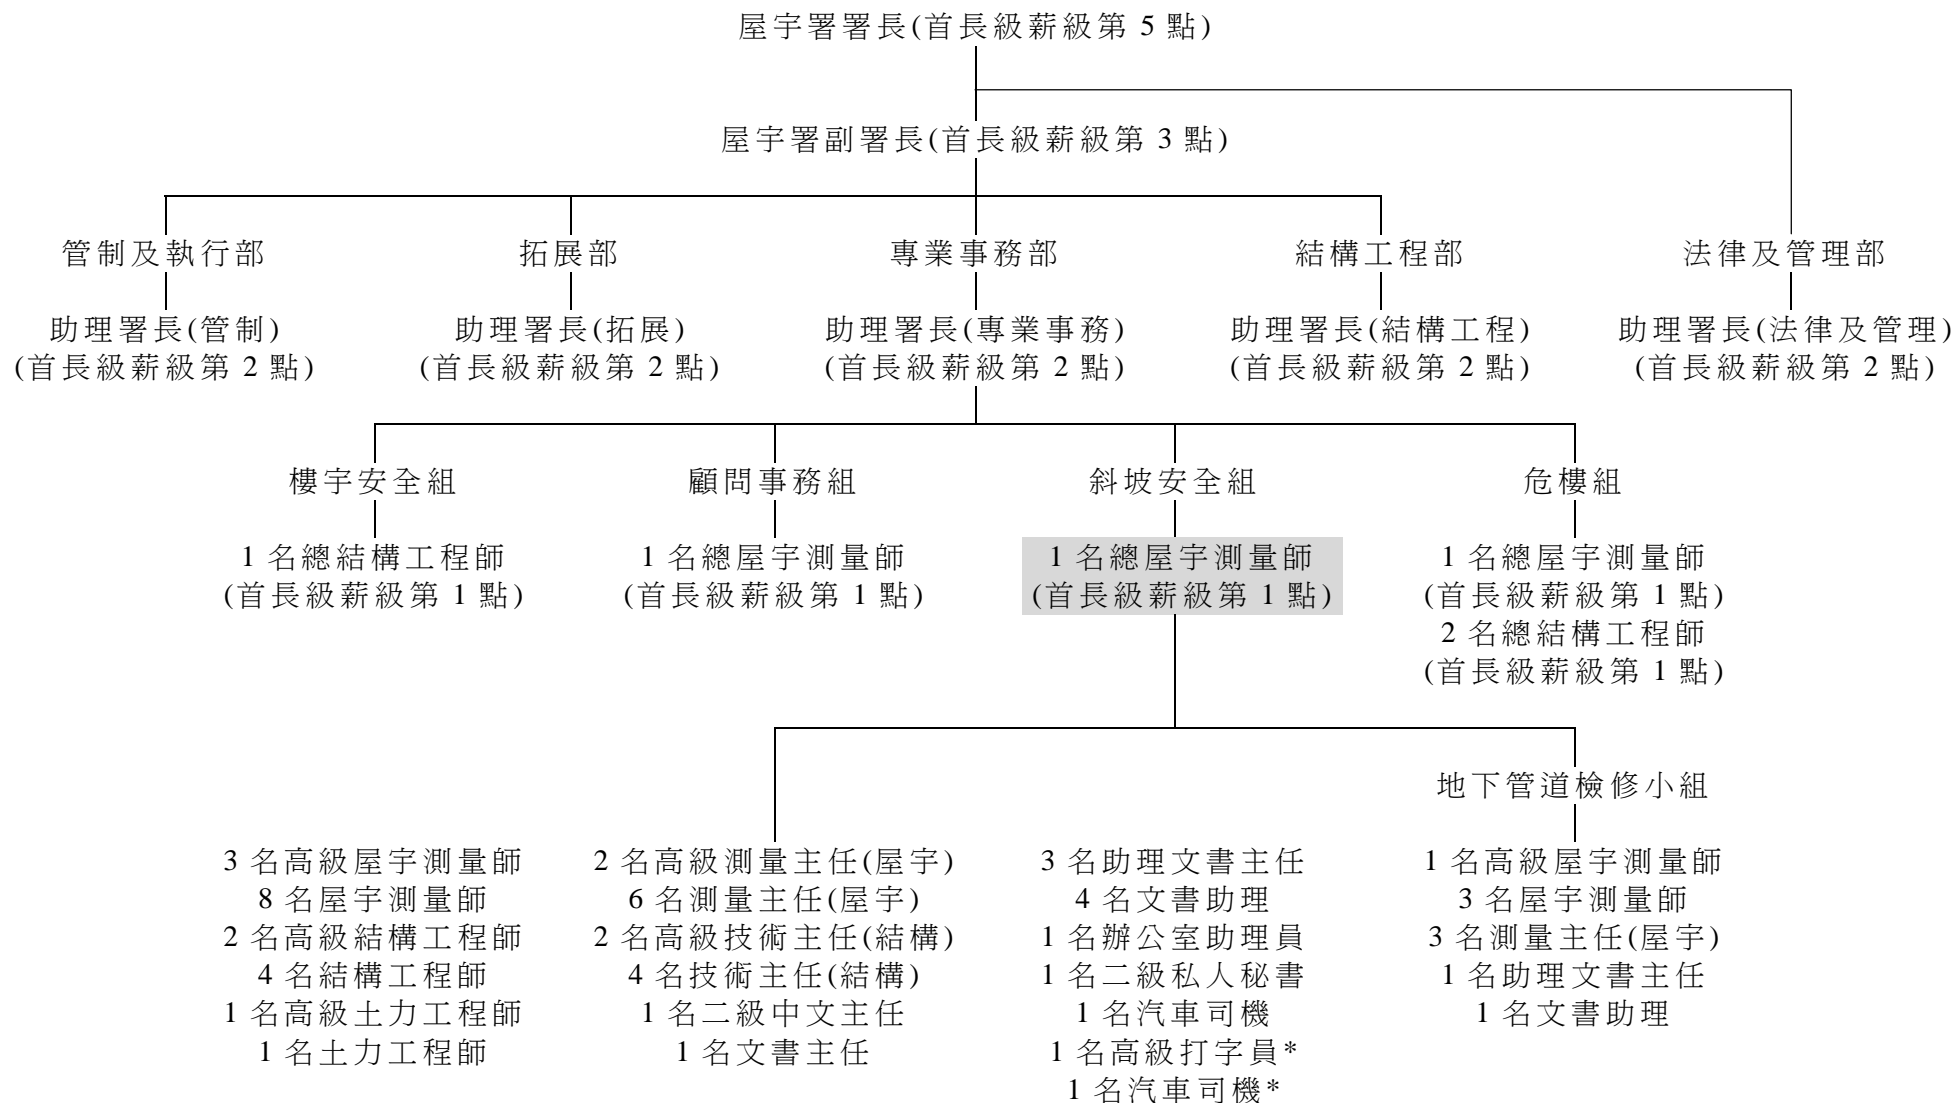 屋宇署署長(首長級薪級第 5 點)
屋宇署副署長(首長級薪級第 3 點)
管制及執行部
拓展部
專業事務部
結構工程部
法律及管理部
助理署長(管制)
(首長級薪級第 2 點)
助理署長(拓展)
(首長級薪級第 2 點)
助理署長(專業事務)
(首長級薪級第 2 點)
助理署長(結構工程)
(首長級薪級第 2 點)
助理署長(法律及管理)
(首長級薪級第 2 點)
樓宇安全組
顧問事務組
斜坡安全組
危樓組
1 名總結構工程師
(首長級薪級第 1 點)
1 名總屋宇測量師
(首長級薪級第 1 點)
1 名總屋宇測量師
(首長級薪級第 1 點)
1 名總屋宇測量師
(首長級薪級第 1 點)
2 名總結構工程師
(首長級薪級第 1 點)
地下管道檢修小組
3 名高級屋宇測量師
8 名屋宇測量師
2 名高級結構工程師
4 名結構工程師
1 名高級土力工程師
1 名土力工程師
2 名高級測量主任(屋宇)
6 名測量主任(屋宇)
2 名高級技術主任(結構)
4 名技術主任(結構)
1 名二級中文主任
1 名文書主任
3 名助理文書主任
4 名文書助理
1 名辦公室助理員
1 名二級私人秘書
1 名汽車司機
1 名高級打字員*
1 名汽車司機*
1 名高級屋宇測量師
3 名屋宇測量師
3 名測量主任(屋宇)
1 名助理文書主任
1 名文書助理